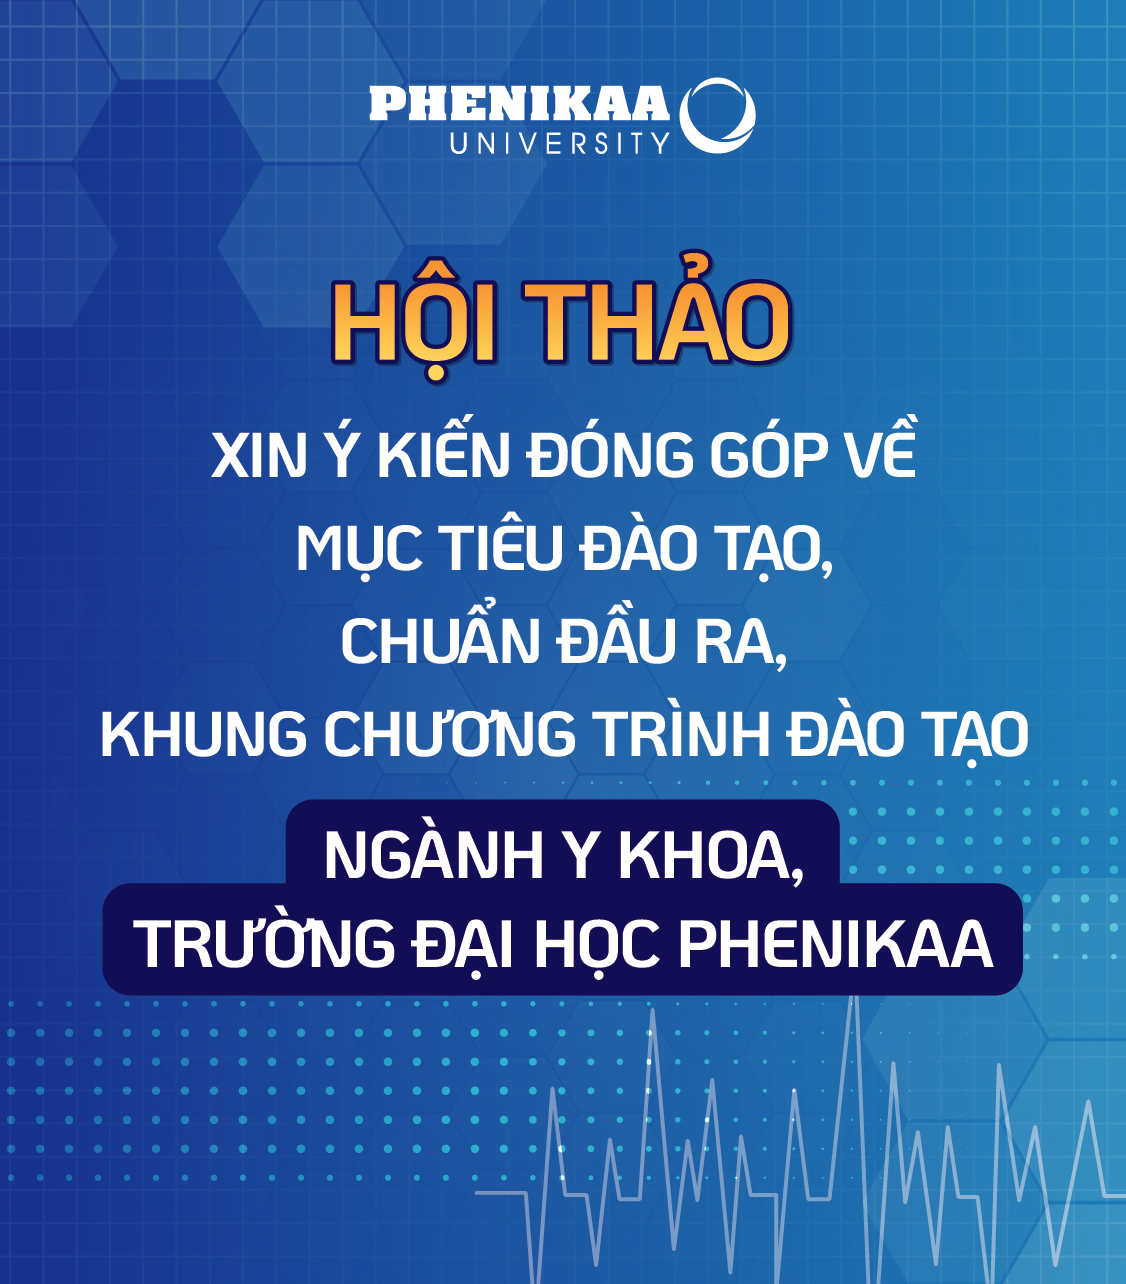 PHENIKAA
UNIVERSITY
HỘI THẢO
XIN Ý KIẾN ĐÓNG GÓP VỀ
MỤC TIÊU ĐÀO TẠO,
CHUẨN ĐẦU RA,
KHUNG CHƯƠNG TRÌNH ĐÀO TẠO
NGÀNH Y KHOA,
TRƯỜNG ĐẠI HỌC PHENIKAA